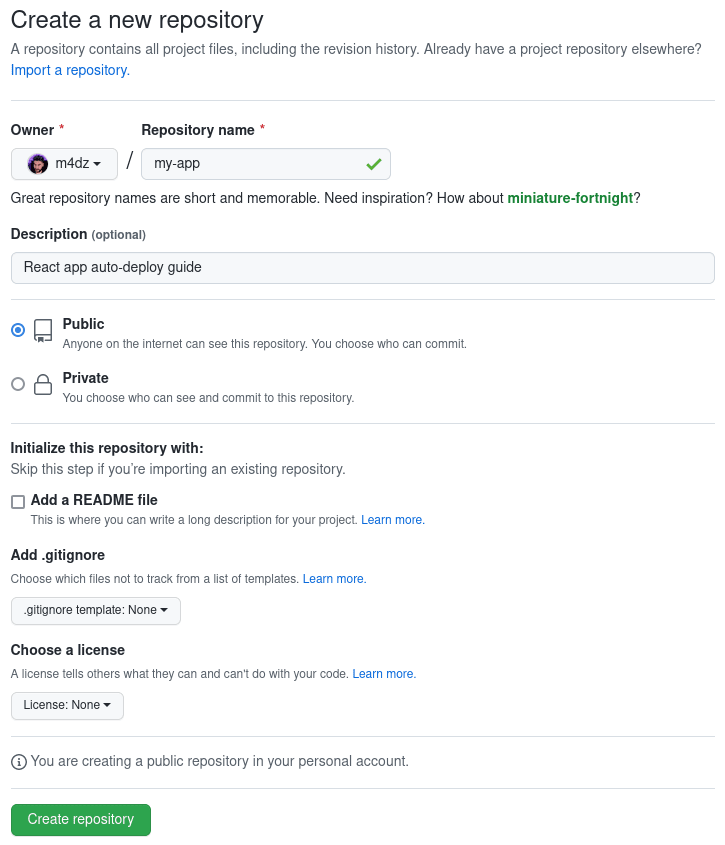 Create a new repository
A repository contains all project files, including the revision history. Already have a project repository elsewhere?
Import a repository.
Owner * Repository name *
m4dz / my-app
Great repository names are short and memorable. Need inspiration? How about miniature-fortnight?
Description (optional)
React app auto-deploy guide
Public
Anyone on the internet can see this repository. You choose who can commit.
Private
You choose who can see and commit to this repository.
Initialize this repository with:
Skip this step if you're importing an existing repository.
Add a README file
This is where you can write a long description for your project. Learn more.
Add .gitignore
Choose which files not to track from a list of templates. Learn more.
.gitignore template: None
Choose a license
A license tells others what they can and can't do with your code. Learn more.
License: None
You are creating a public repository in your personal account.
Create repository